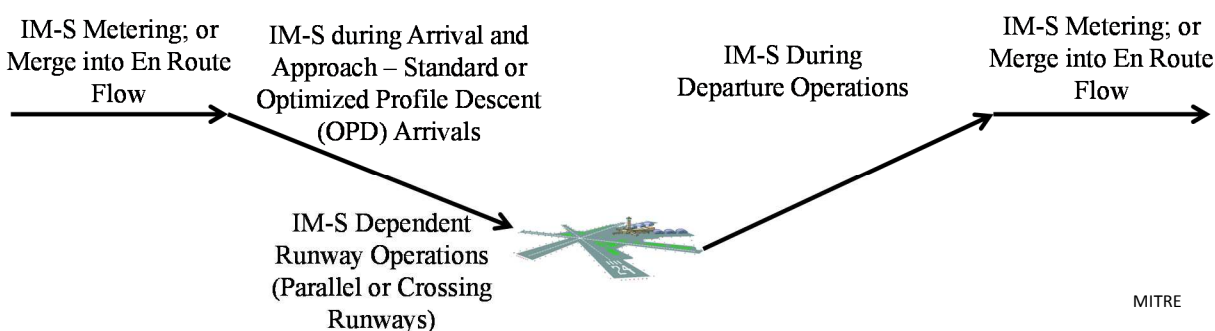 IM-S Metering; or
Merge into En Route
Flow
IM-S during Arrival and
Approach – Standard or
Optimized Profile Descent
(OPD) Arrivals
IM-S During
Departure Operations
IM-S Metering; or
Merge into En Route
Flow
IM-S Dependent
Runway Operations
(Parallel or Crossing
Runways)
24
MITRE